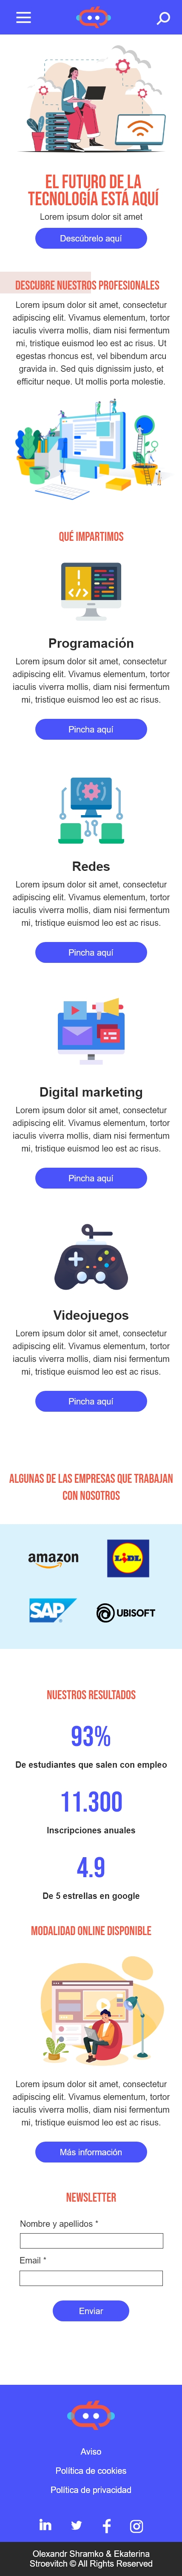 EL FUTURO DE LA
TECNOLOGÍA ESTÁ AQUÍ
Lorem ipsum dolor sit amet
Descúbrelo aquí
DESCUBRE NUESTROS PROFESIONALES
Lorem ipsum dolor sit amet, consectetur
adipiscing elit. Vivamus elementum, tortor
iaculis viverra mollis, diam nisi fermentum
mi, tristique euismod leo est ac risus. Ut
egestas rhoncus est, vel bibendum arcu
gravida in. Sed quis dignissim justo, et
efficitur neque. Ut mollis porta molestie.
QUÉ IMPARTIMOS
Programación
Lorem ipsum dolor sit amet, consectetur
adipiscing elit. Vivamus elementum, tortor
iaculis viverra mollis, diam nisi fermentum
mi, tristique euismod leo est ac risus.
Pincha aquí
Redes
Lorem ipsum dolor sit amet, consectetur
adipiscing elit. Vivamus elementum, tortor
iaculis viverra mollis, diam nisi fermentum
mi, tristique euismod leo est ac risus.
Pincha aquí
Digital marketing
Lorem ipsum dolor sit amet, consectetur
adipiscing elit. Vivamus elementum, tortor
iaculis viverra mollis, diam nisi fermentum
mi, tristique euismod leo est ac risus.
Pincha aquí
Videojuegos
Lorem ipsum dolor sit amet, consectetur
adipiscing elit. Vivamus elementum, tortor
iaculis viverra mollis, diam nisi fermentum
mi, tristique euismod leo est ac risus.
Pincha aquí
ALGUNAS DE LAS EMPRESAS QUE TRABAJAN
CON NOSOTROS
amazon
LiDL
SAP
UBISOFT
NUESTROS RESULTADOS
93%
De estudiantes que salen con empleo
11.300
Inscripciones anuales
4.9
De 5 estrellas en google
MODALIDAD ONLINE DISPONIBLE
Lorem ipsum dolor sit amet, consectetur
adipiscing elit. Vivamus elementum, tortor
iaculis viverra mollis, diam nisi fermentum
mi, tristique euismod leo est ac risus.
Más información
NEWSLETTER
Nombre y apellidos *
Email *
Enviar
Aviso
Política de cookies
Política de privacidad
in
f
Olexandr Shramko & Ekaterina
Stroevitch © All Rights Reserved